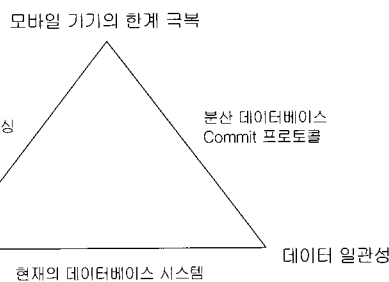 모바일 기기의 한계 극복
싱
분산 데이터베이스
Commit 프로토콜
데이터 일관성
현재의 데이터베이스 시스템